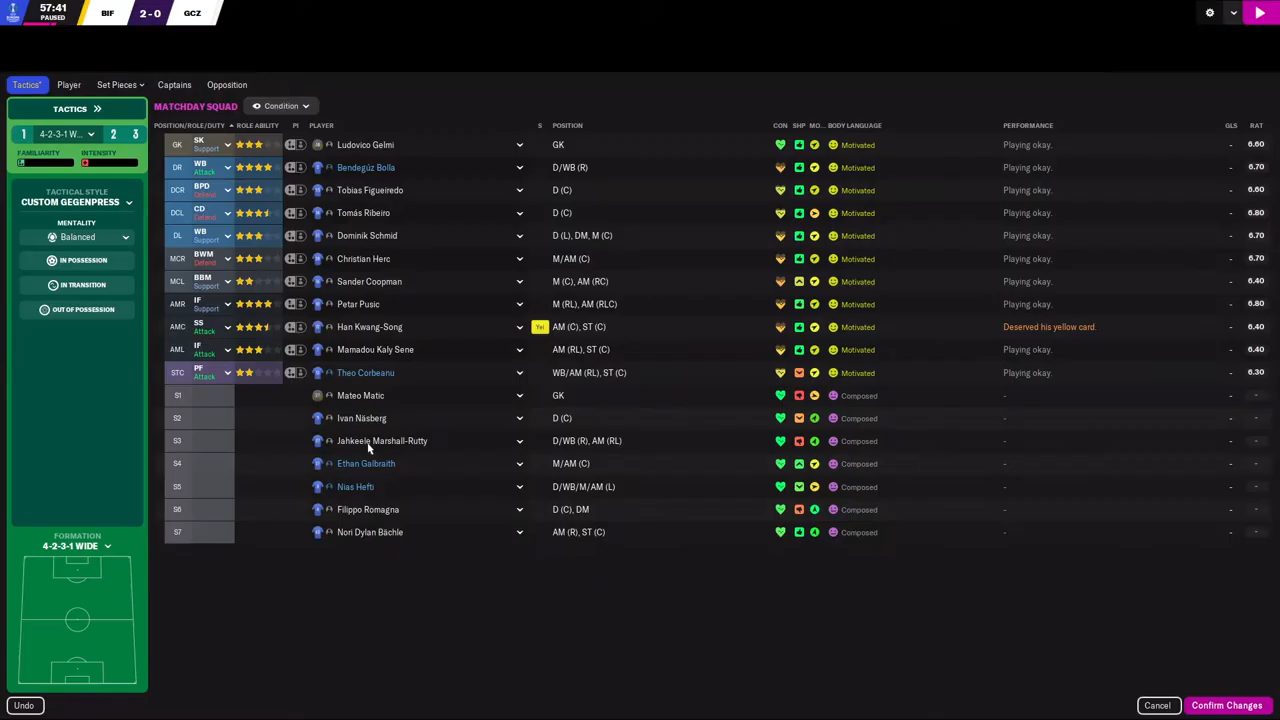 57:41
PAUSED
BIF 2 - 0 GCZ
Tactics* Player Set Pieces Captains Opposition
TACTICS
1 4-2-3-1 W... 2 3
FAMILIARITY INTENSITY
TACTICAL STYLE
CUSTOM GEGENPRESS
MENTALITY
Balanced
IN POSSESSION
IN TRANSITION
OUT OF POSSESSION
FORMATION
4-2-3-1 WIDE
MATCHDAY SQUAD Condition
POSITION/ROLE/DUTY ROLE ABILITY PI PLAYER S POSITION CON SHP MO... BODY LANGUAGE PERFORMANCE GLS RAT
GK SK Support Ludovico Gelmi GK Motivated Playing okay. - 6.60
DR WB Attack Bendegúz Bolla D/WB (R) Motivated Playing okay. - 6.70
DCR BPD Defend Tobias Figueiredo D (C) Motivated Playing okay. - 6.60
DCL CD Defend Tomás Ribeiro D (C) Motivated Playing okay. - 6.80
DL WB Support Dominik Schmid D (L), DM, M (C) Motivated Playing okay. - 6.70
MCR BWM Defend Christian Herc M/AM (C) Motivated Playing okay. - 6.70
MCL BBM Support Sander Coopman M (C), AM (RC) Motivated Playing okay. - 6.40
AMR IF Support Petar Pusic M (RL), AM (RLC) Motivated Playing okay. - 6.80
AMC SS Attack Han Kwang-Song Yel AM (C), ST (C) Motivated Deserved his yellow card. - 6.40
AML IF Attack Mamadou Kaly Sene AM (RL), ST (C) Motivated Playing okay. - 6.40
STC PF Attack Theo Corbeanu WB/AM (RL), ST (C) Motivated Playing okay. - 6.30
S1 Mateo Matic GK Composed - - -
S2 Ivan Näsberg D (C) Composed - - -
S3 Jahkeele Marshall-Rutty D/WB (R), AM (RL) Composed - - -
S4 Ethan Galbraith M/AM (C) Composed - - -
S5 Nias Hefti D/WB/M/AM (L) Composed - - -
S6 Filippo Romagna D (C), DM Composed - - -
S7 Nori Dylan Bächle AM (R), ST (C) Composed - - -
Undo Cancel Confirm Changes